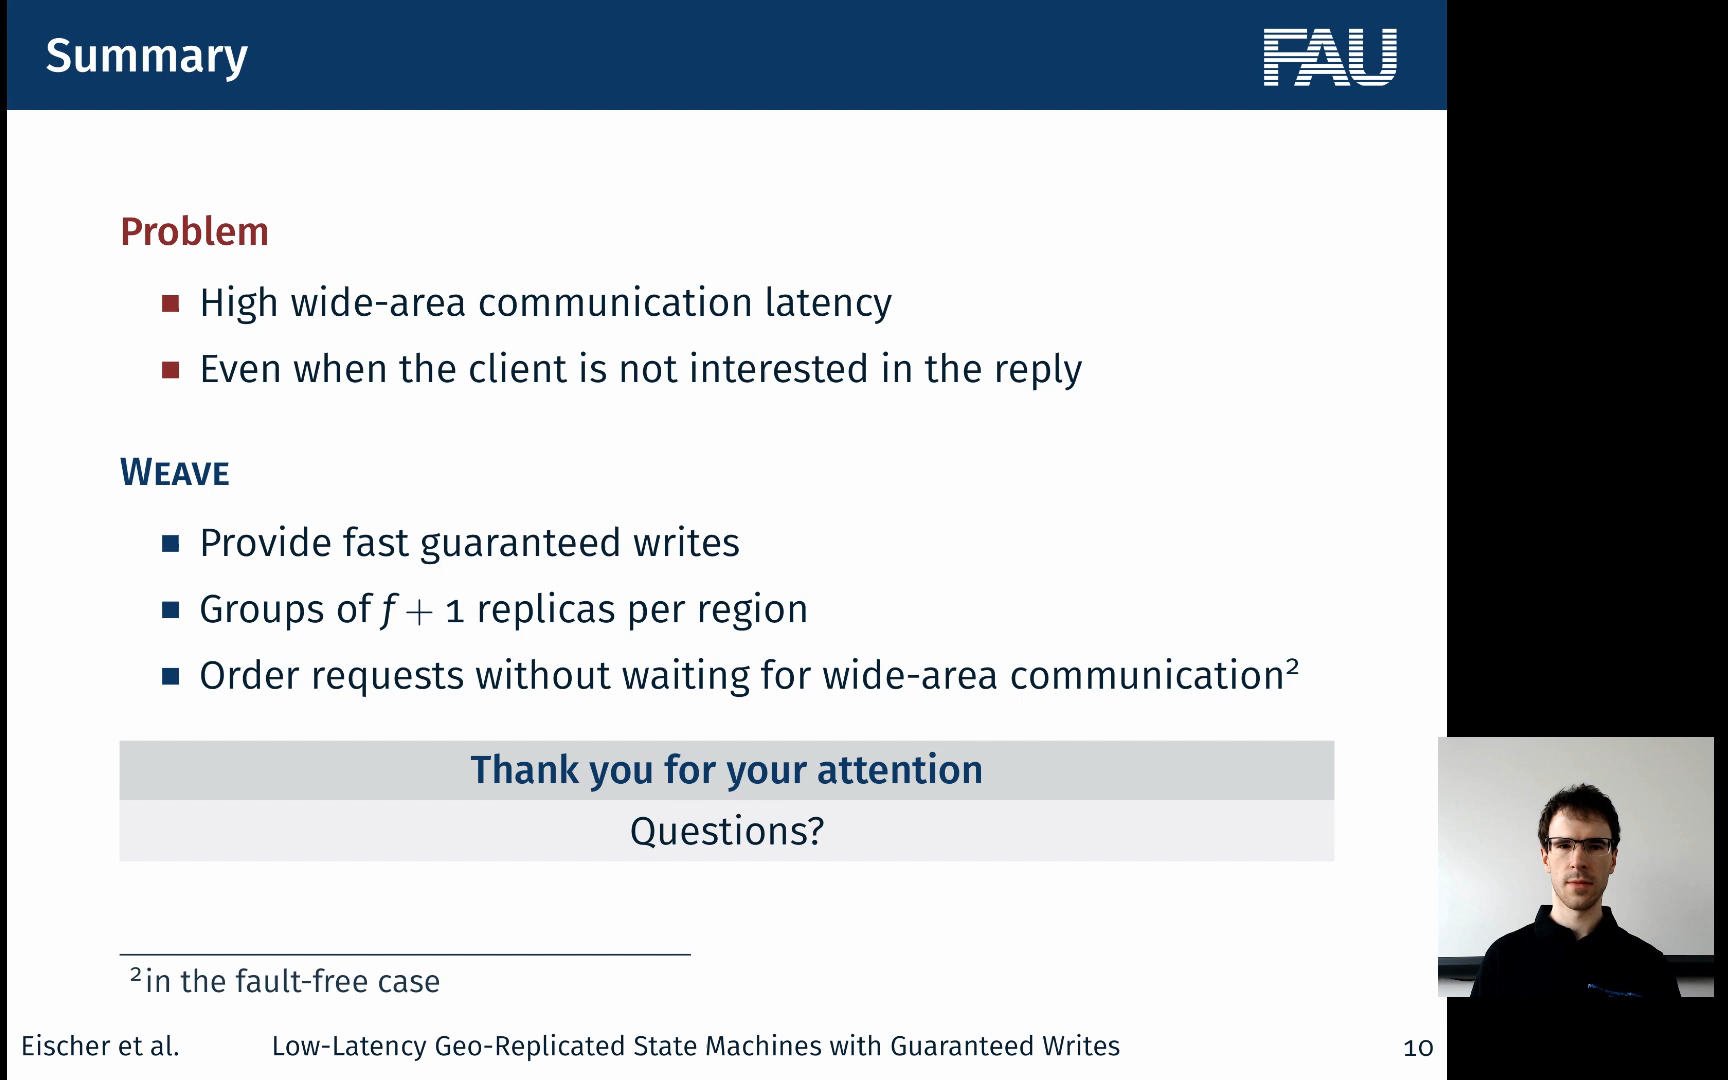 Summary
FAU
Problem
High wide-area communication latency
Even when the client is not interested in the reply
WEAVE
Provide fast guaranteed writes
Groups of f + 1 replicas per region
Order requests without waiting for wide-area communication²
Thank you for your attention
Questions?
² in the fault-free case
Eischer et al. Low-Latency Geo-Replicated State Machines with Guaranteed Writes 10